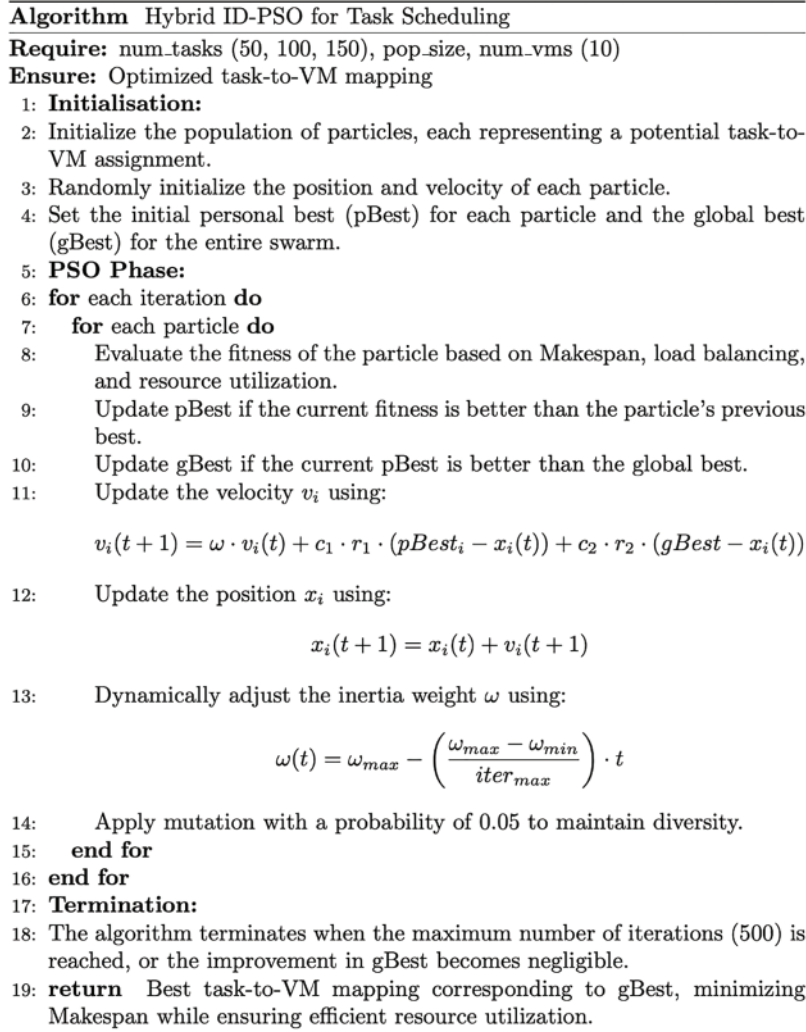 Algorithm Hybrid ID-PSO for Task Scheduling
Require: num_tasks (50, 100, 150), pop_size, num_vms (10)
Ensure: Optimized task-to-VM mapping
1: Initialisation:
2: Initialize the population of particles, each representing a potential task-to-
VM assignment.
3: Randomly initialize the position and velocity of each particle.
4: Set the initial personal best (pBest) for each particle and the global best
(gBest) for the entire swarm.
5: PSO Phase:
6: for each iteration do
7: for each particle do
8: Evaluate the fitness of the particle based on Makespan, load balancing,
and resource utilization.
9: Update pBest if the current fitness is better than the particle's previous
best.
10: Update gBest if the current pBest is better than the global best.
11: Update the velocity v_i using:
v_i(t + 1) = ω · v_i(t) + c_1 · r_1 · (pBest_i − x_i(t)) + c_2 · r_2 · (gBest − x_i(t))
12: Update the position x_i using:
x_i(t + 1) = x_i(t) + v_i(t + 1)
13: Dynamically adjust the inertia weight ω using:
ω(t) = ω_max − ((ω_max − ω_min) / iter_max) · t
14: Apply mutation with a probability of 0.05 to maintain diversity.
15: end for
16: end for
17: Termination:
18: The algorithm terminates when the maximum number of iterations (500) is
reached, or the improvement in gBest becomes negligible.
19: return Best task-to-VM mapping corresponding to gBest, minimizing
Makespan while ensuring efficient resource utilization.